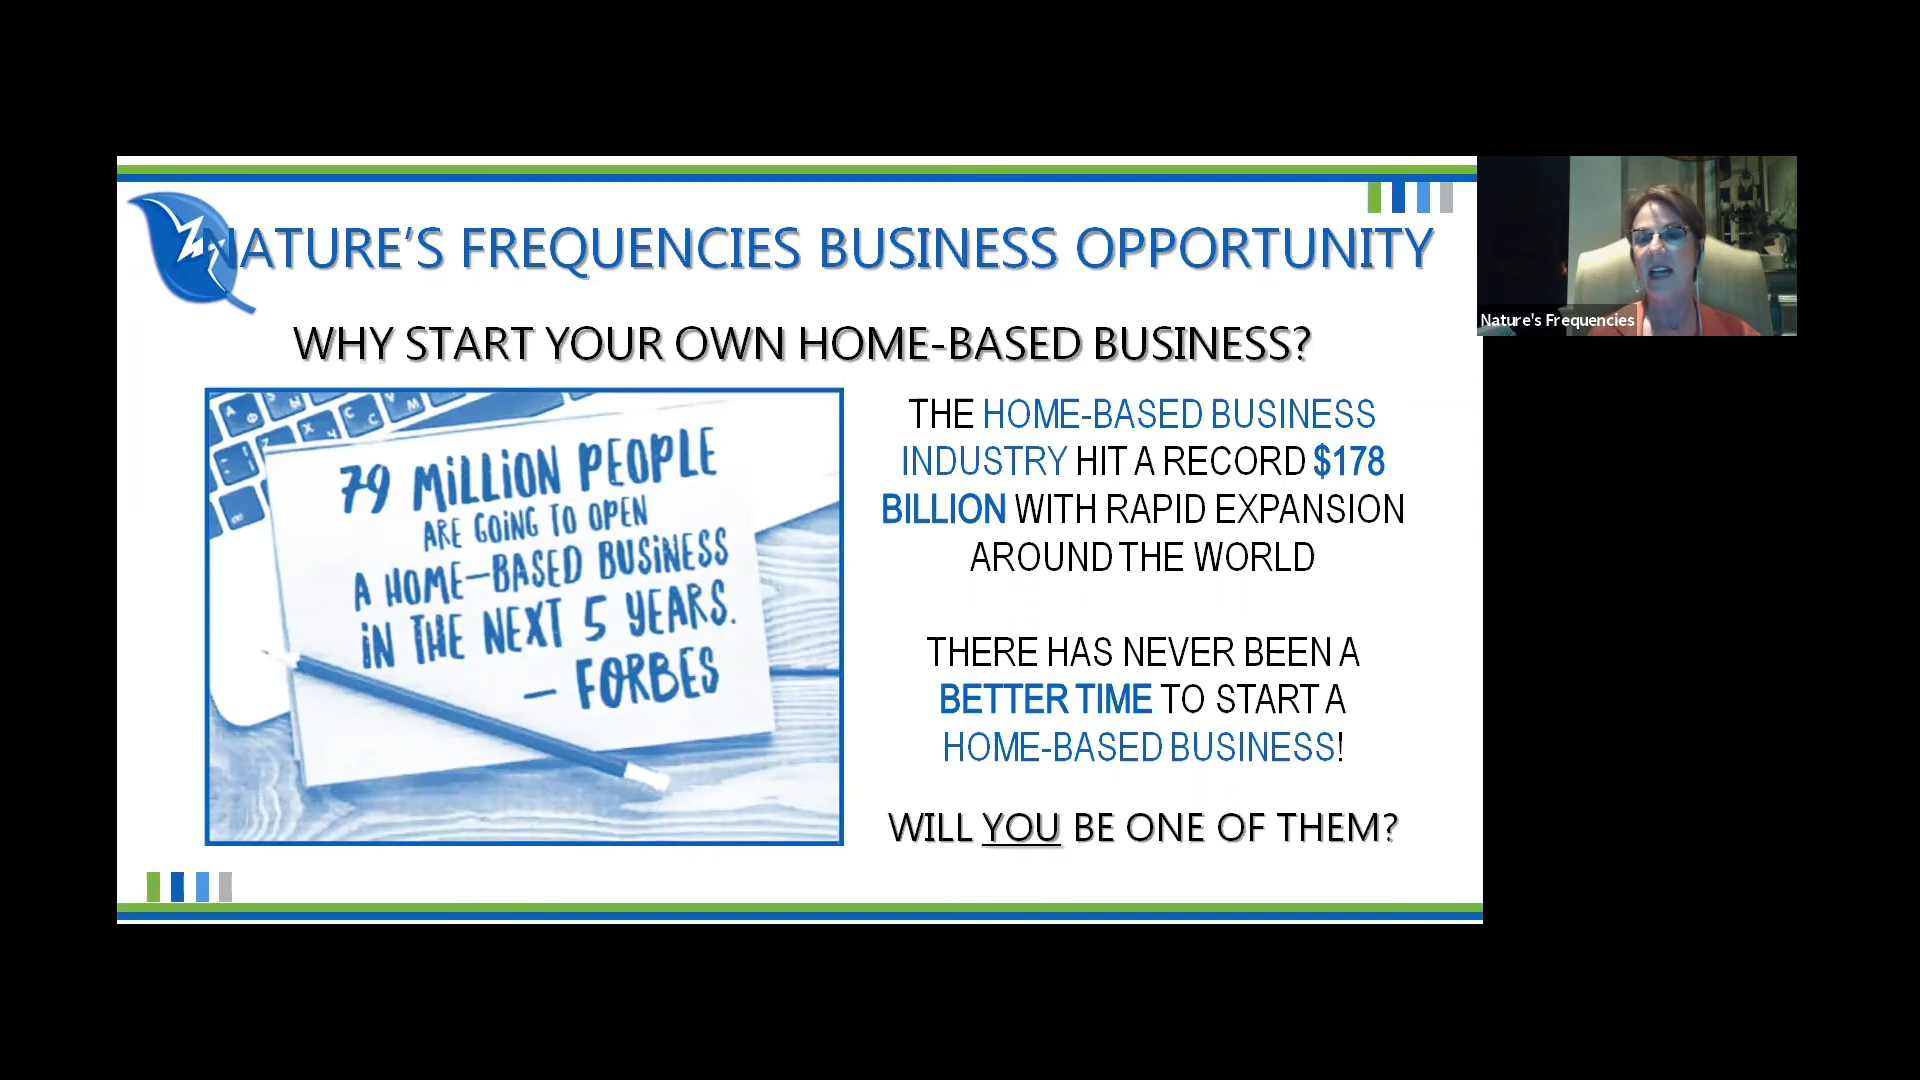 NATURE’S FREQUENCIES BUSINESS OPPORTUNITY
WHY START YOUR OWN HOME-BASED BUSINESS?
79 MiLLiON PEOPLE
ARE GOiNG TO OPEN
A HOME–BASED BUSiNESS
iN THE NEXT 5 YEARS.
– FORBES
THE HOME-BASED BUSINESS
INDUSTRY HIT A RECORD $178
BILLION WITH RAPID EXPANSION
AROUND THE WORLD
THERE HAS NEVER BEEN A
BETTER TIME TO START A
HOME-BASED BUSINESS!
WILL YOU BE ONE OF THEM?
Nature's Frequencies